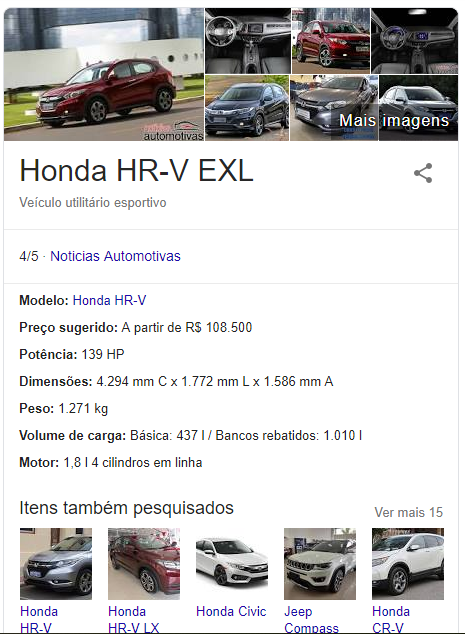 notícias
automotivas
Mais imagens
Honda HR-V EXL
Veículo utilitário esportivo
4/5 · Noticias Automotivas
Modelo: Honda HR-V
Preço sugerido: A partir de R$ 108.500
Potência: 139 HP
Dimensões: 4.294 mm C x 1.772 mm L x 1.586 mm A
Peso: 1.271 kg
Volume de carga: Básica: 437 l / Bancos rebatidos: 1.010 l
Motor: 1,8 l 4 cilindros em linha
Itens também pesquisados
Ver mais 15
Honda
HR-V
Honda
HR-V LX
Honda Civic
Jeep
Compass
Honda
CR-V